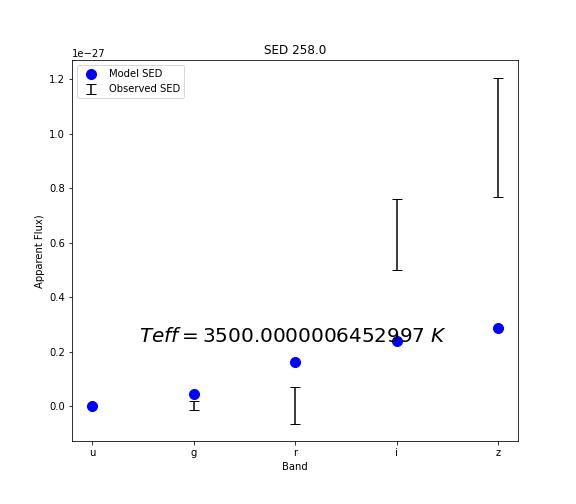 SED 258.0
1e−27
Model SED
Observed SED
1.2
1.0
0.8
0.6
0.4
0.2
0.0
Apparent Flux)
Teff = 3500.0000006452997 K
u g r i z
Band